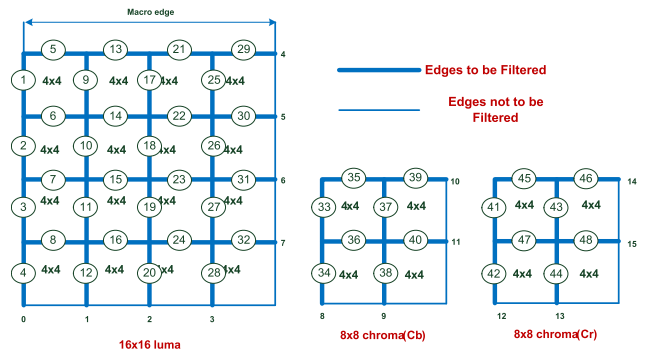 Macro edge
5 13 21 29 4
1 4x4 9 4x4 17 4x4 25 4x4
6 14 22 30 5
2 4x4 10 4x4 18 4x4 26 4x4
7 15 23 31 6
3 4x4 11 4x4 19 4x4 27 4x4
8 16 24 32 7
4 4x4 12 4x4 20 4x4 28 4x4
0 1 2 3
16x16 luma
Edges to be Filtered
Edges not to be
Filtered
35 39 10
33 4x4 37 4x4
36 40 11
34 4x4 38 4x4
8 9
8x8 chroma(Cb)
45 46 14
41 4x4 43 4x4
47 48 15
42 4x4 44 4x4
12 13
8x8 chroma(Cr)